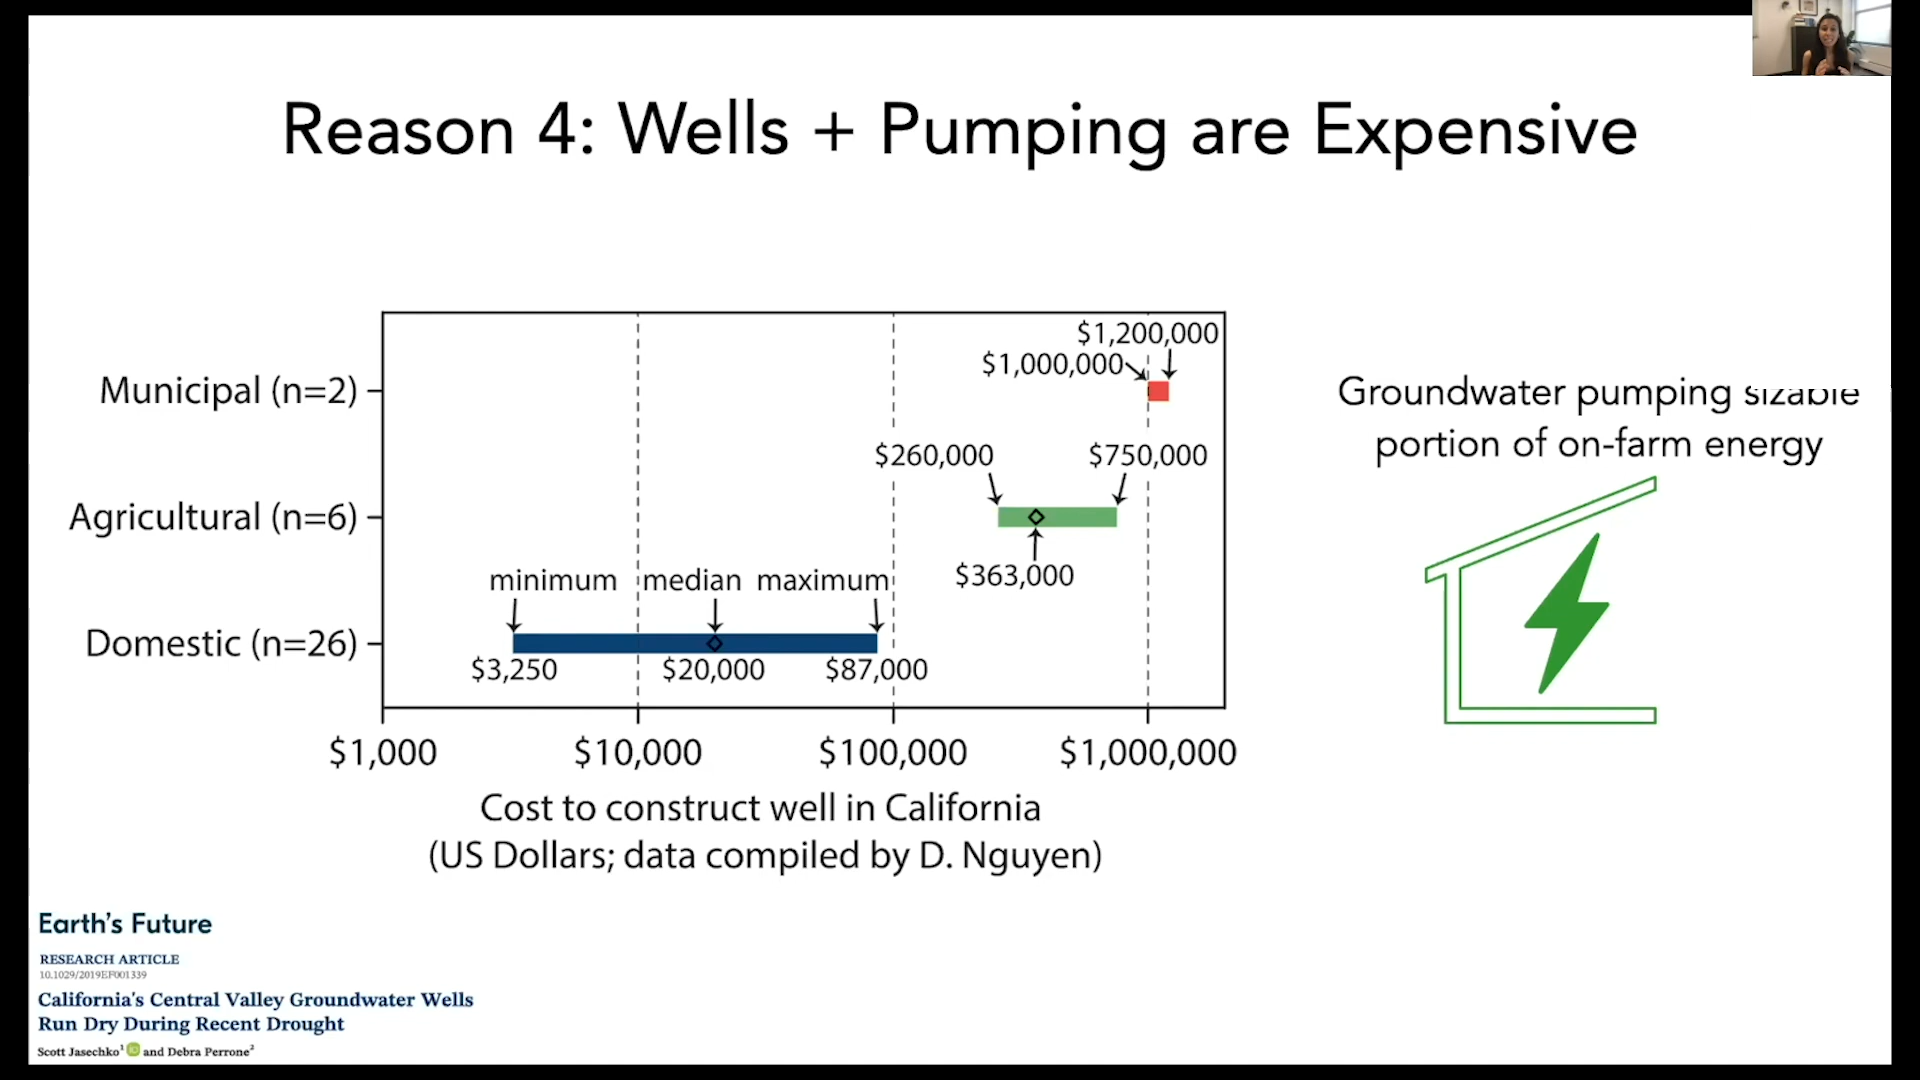 Reason 4: Wells + Pumping are Expensive
$1,200,000
$1,000,000
Municipal (n=2)
$260,000
$750,000
Agricultural (n=6)
$363,000
minimum
median
maximum
Domestic (n=26)
$3,250
$20,000
$87,000
$1,000
$10,000
$100,000
$1,000,000
Cost to construct well in California
(US Dollars; data compiled by D. Nguyen)
Groundwater pumping sizable
portion of on-farm energy
Earth's Future
RESEARCH ARTICLE
10.1029/2019EF001339
California's Central Valley Groundwater Wells
Run Dry During Recent Drought
Scott Jasechko¹ iD and Debra Perrone²